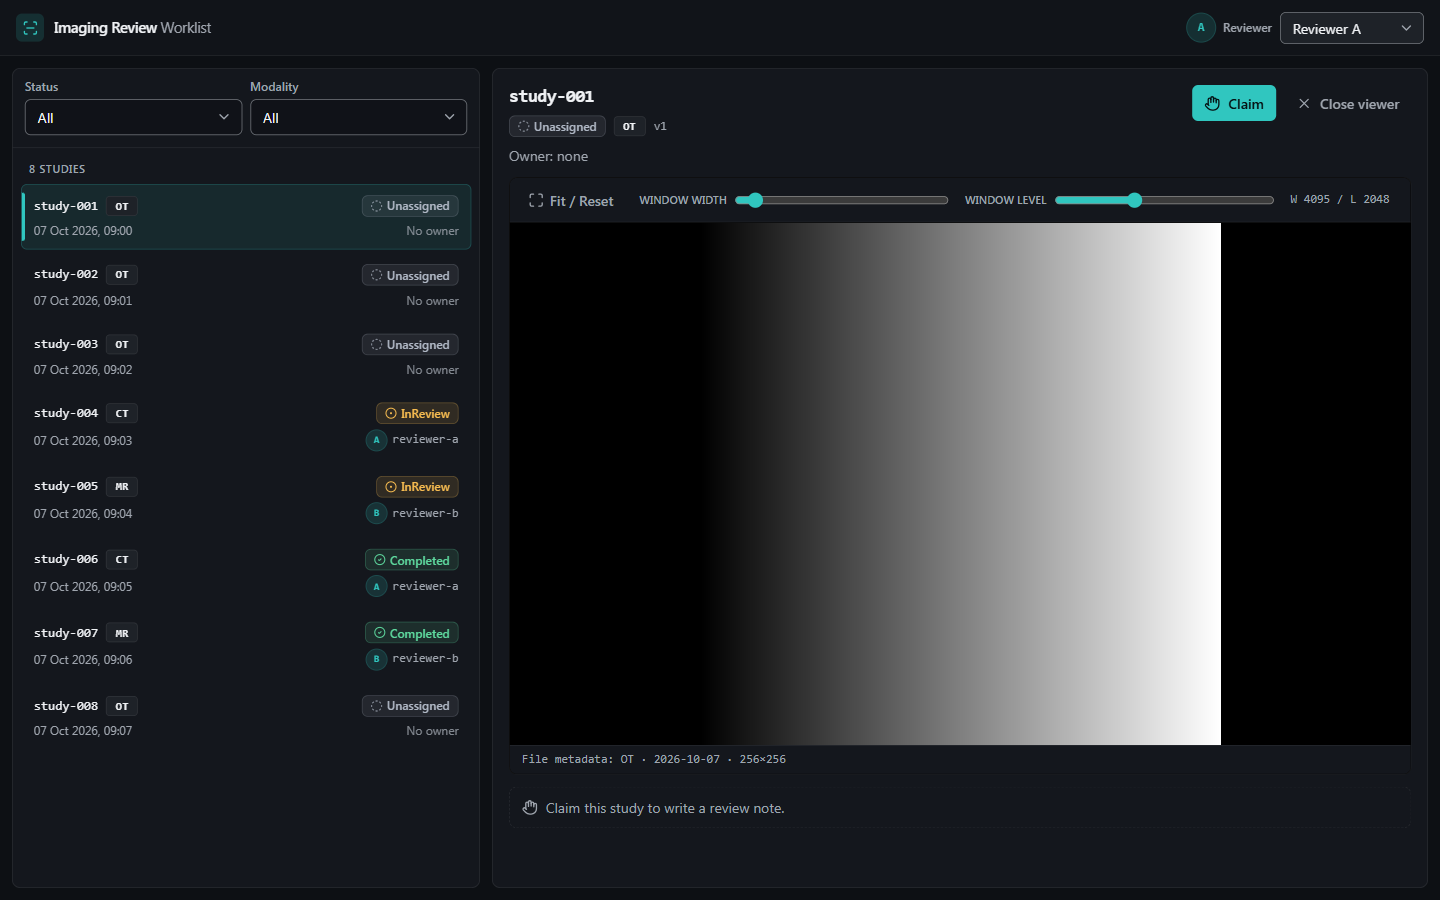 Imaging Review Worklist
A Reviewer Reviewer A
Status Modality
All All
8 STUDIES
study-001 OT Unassigned
07 Oct 2026, 09:00 No owner
study-002 OT Unassigned
07 Oct 2026, 09:01 No owner
study-003 OT Unassigned
07 Oct 2026, 09:02 No owner
study-004 CT InReview
07 Oct 2026, 09:03 A reviewer-a
study-005 MR InReview
07 Oct 2026, 09:04 B reviewer-b
study-006 CT Completed
07 Oct 2026, 09:05 A reviewer-a
study-007 MR Completed
07 Oct 2026, 09:06 B reviewer-b
study-008 OT Unassigned
07 Oct 2026, 09:07 No owner
study-001
Claim Close viewer
Unassigned OT v1
Owner: none
Fit / Reset WINDOW WIDTH WINDOW LEVEL W 4095 / L 2048
File metadata: OT · 2026-10-07 · 256×256
Claim this study to write a review note.